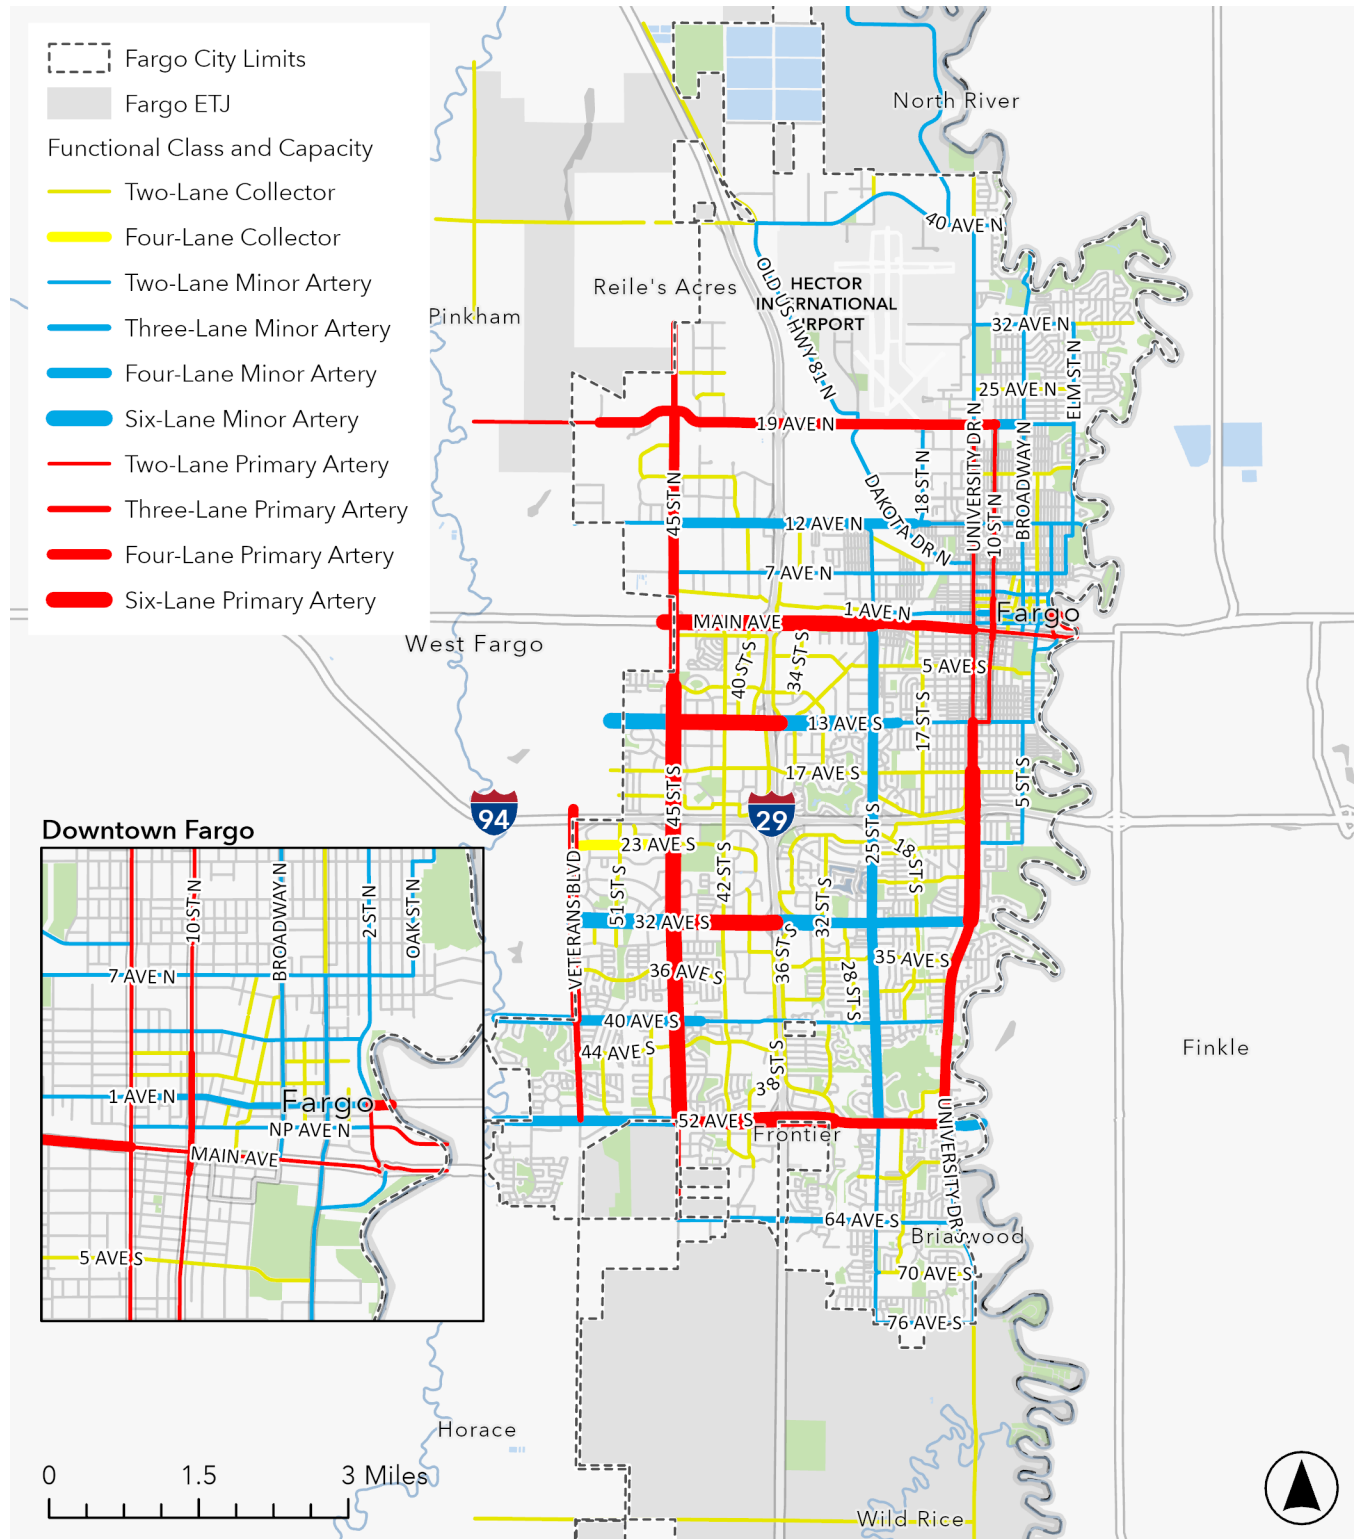 Fargo City Limits
Fargo ETJ
Functional Class and Capacity
Two-Lane Collector
Four-Lane Collector
Two-Lane Minor Artery
Three-Lane Minor Artery
Four-Lane Minor Artery
Six-Lane Minor Artery
Two-Lane Primary Artery
Three-Lane Primary Artery
Four-Lane Primary Artery
Six-Lane Primary Artery
North River
40 AVE N
Reile's Acres
HECTOR
INTERNATIONAL
AIRPORT
OLD US HWY 81 N
Pinkham
32 AVE N
ELM ST N
25 AVE N
19 AVE N
UNIVERSITY DR N
BROADWAY N
45 ST N
18 ST N
10 ST N
DAKOTA DR N
12 AVE N
7 AVE N
1 AVE N
Fargo
MAIN AVE
West Fargo
40 ST S
34 ST S
5 AVE S
17 ST S
13 AVE S
45 ST S
17 AVE S
5 ST S
94
29
25 ST S
23 AVE S
18 ST S
42 ST S
51 ST S
VETERANS BLVD
32 ST S
32 AVE S
36 ST S
35 AVE S
36 AVE S
28 ST S
40 AVE S
44 AVE S
38 ST S
Finkle
52 AVE S
Frontier
UNIVERSITY DR S
64 AVE S
Briarwood
70 AVE S
76 AVE S
Horace
Wild Rice
Downtown Fargo
10 ST N
BROADWAY N
2 ST N
OAK ST N
7 AVE N
1 AVE N
Fargo
NP AVE N
MAIN AVE
5 AVE S
0 1.5 3 Miles